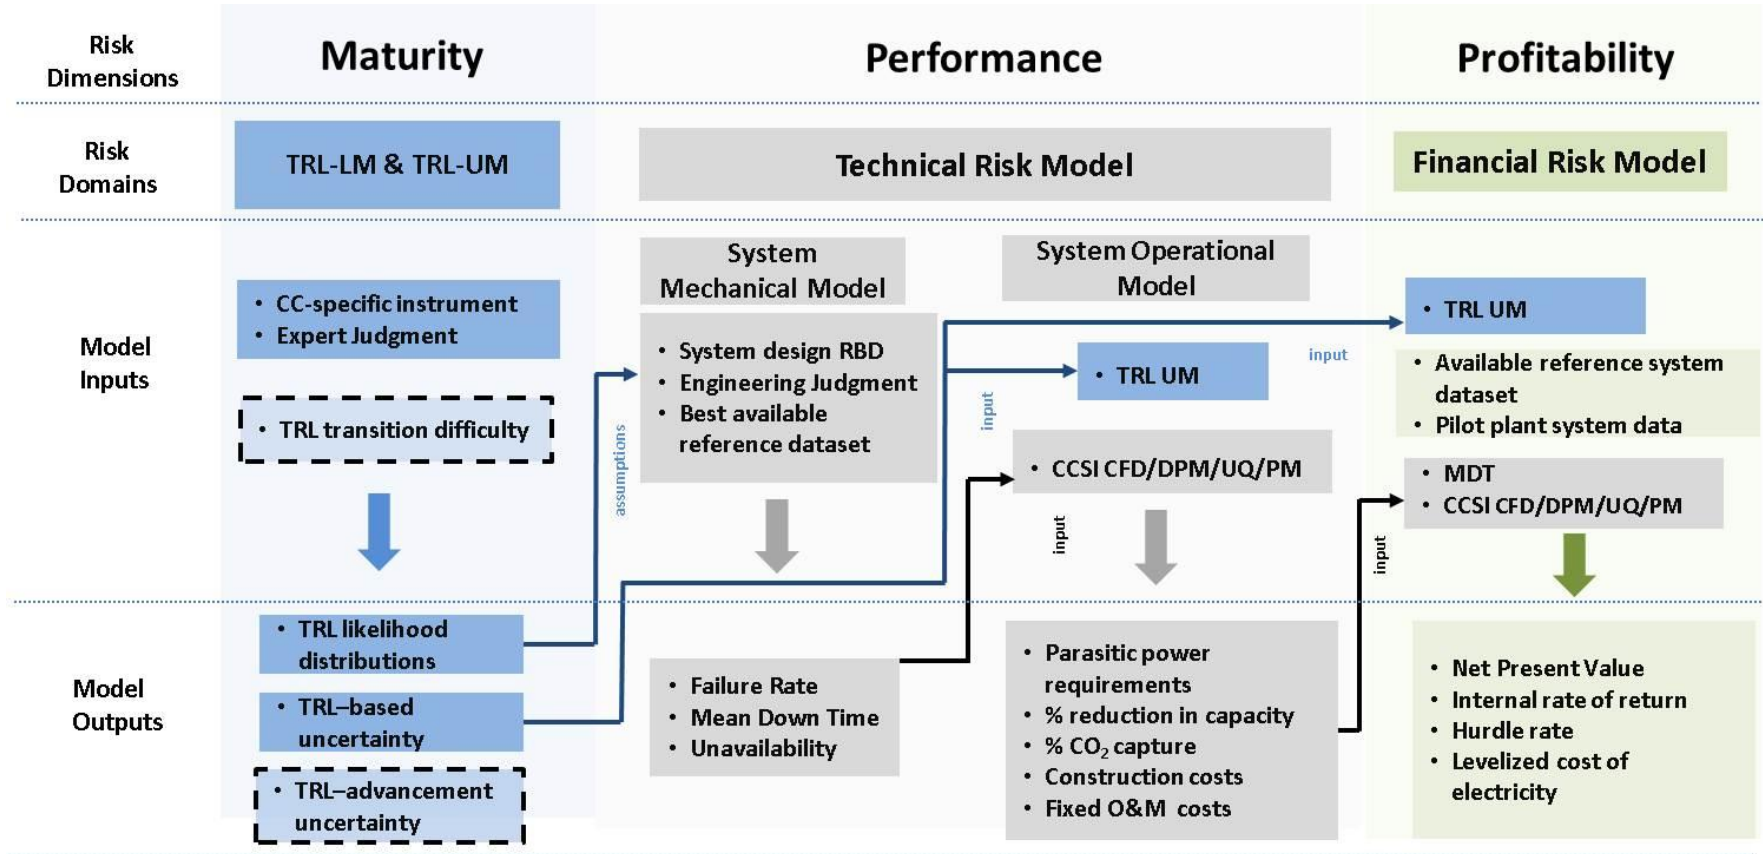 Risk
Dimensions
Maturity
Performance
Profitability
Risk
Domains
TRL-LM & TRL-UM
Technical Risk Model
Financial Risk Model
Model
Inputs
• CC-specific instrument
• Expert Judgment
• TRL transition difficulty
System
Mechanical Model
• System design RBD
• Engineering Judgment
• Best available
reference dataset
assumptions
System Operational
Model
• TRL UM
input
• CCSI CFD/DPM/UQ/PM
input
• TRL UM
input
• Available reference system
dataset
• Pilot plant system data
• MDT
• CCSI CFD/DPM/UQ/PM
input
Model
Outputs
• TRL likelihood
distributions
• TRL–based
uncertainty
• TRL–advancement
uncertainty
• Failure Rate
• Mean Down Time
• Unavailability
• Parasitic power
requirements
• % reduction in capacity
• % CO₂ capture
• Construction costs
• Fixed O&M costs
• Net Present Value
• Internal rate of return
• Hurdle rate
• Levelized cost of
electricity